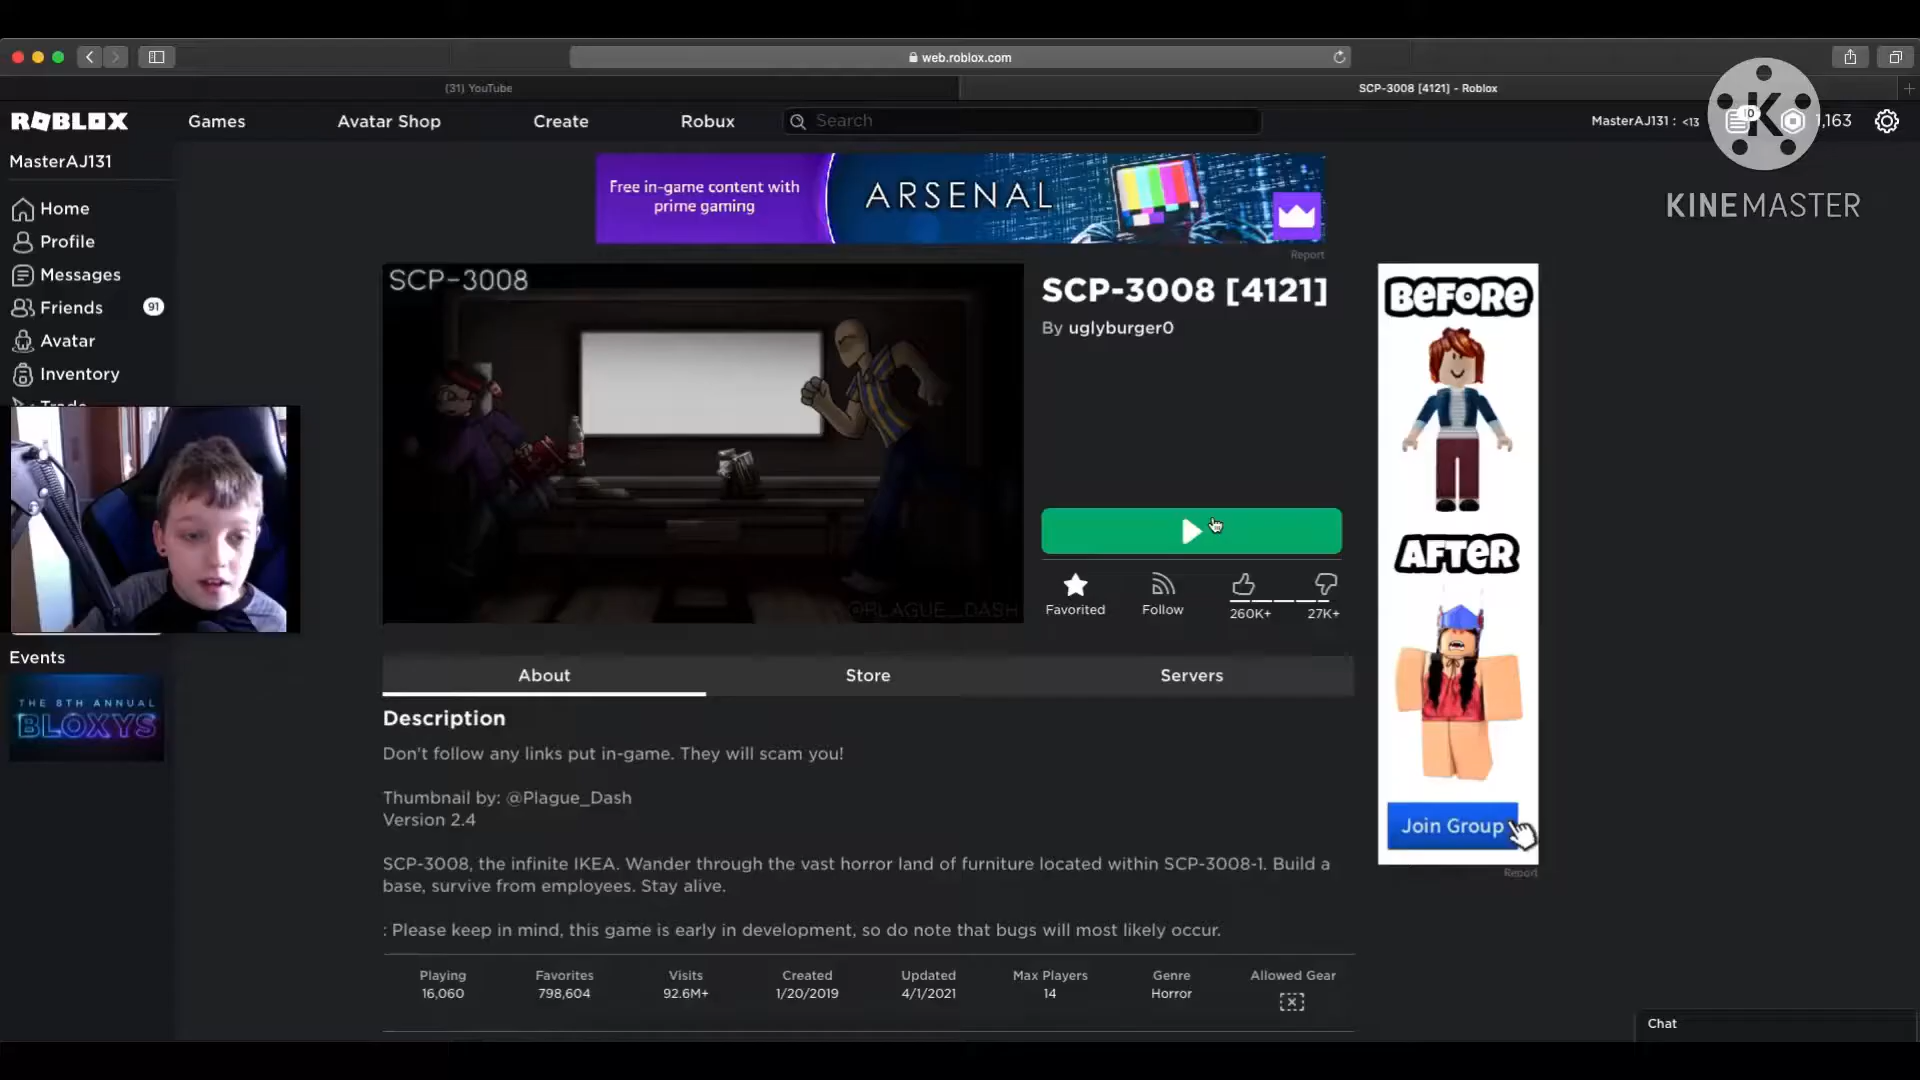 web.roblox.com
(31) YouTube
SCP-3008 [4121] - Roblox
ROBLOX
Games
Avatar Shop
Create
Robux
Search
MasterAJ131 : <13
10
1,163
KINEMASTER
MasterAJ131
Home
Profile
Messages
Friends
91
Avatar
Inventory
Trade
Events
THE 8TH ANNUAL
BLOXYS
Free in-game content with
prime gaming
ARSENAL
Report
SCP-3008
@PLAGUE_DASH
SCP-3008 [4121]
By uglyburger0
Favorited
Follow
260K+
27K+
BEFORE
AFTER
Join Group
Report
About
Store
Servers
Description
Don't follow any links put in-game. They will scam you!
Thumbnail by: @Plague_Dash
Version 2.4
SCP-3008, the infinite IKEA. Wander through the vast horror land of furniture located within SCP-3008-1. Build a
base, survive from employees. Stay alive.
: Please keep in mind, this game is early in development, so do note that bugs will most likely occur.
Playing
16,060
Favorites
798,604
Visits
92.6M+
Created
1/20/2019
Updated
4/1/2021
Max Players
14
Genre
Horror
Allowed Gear
Chat